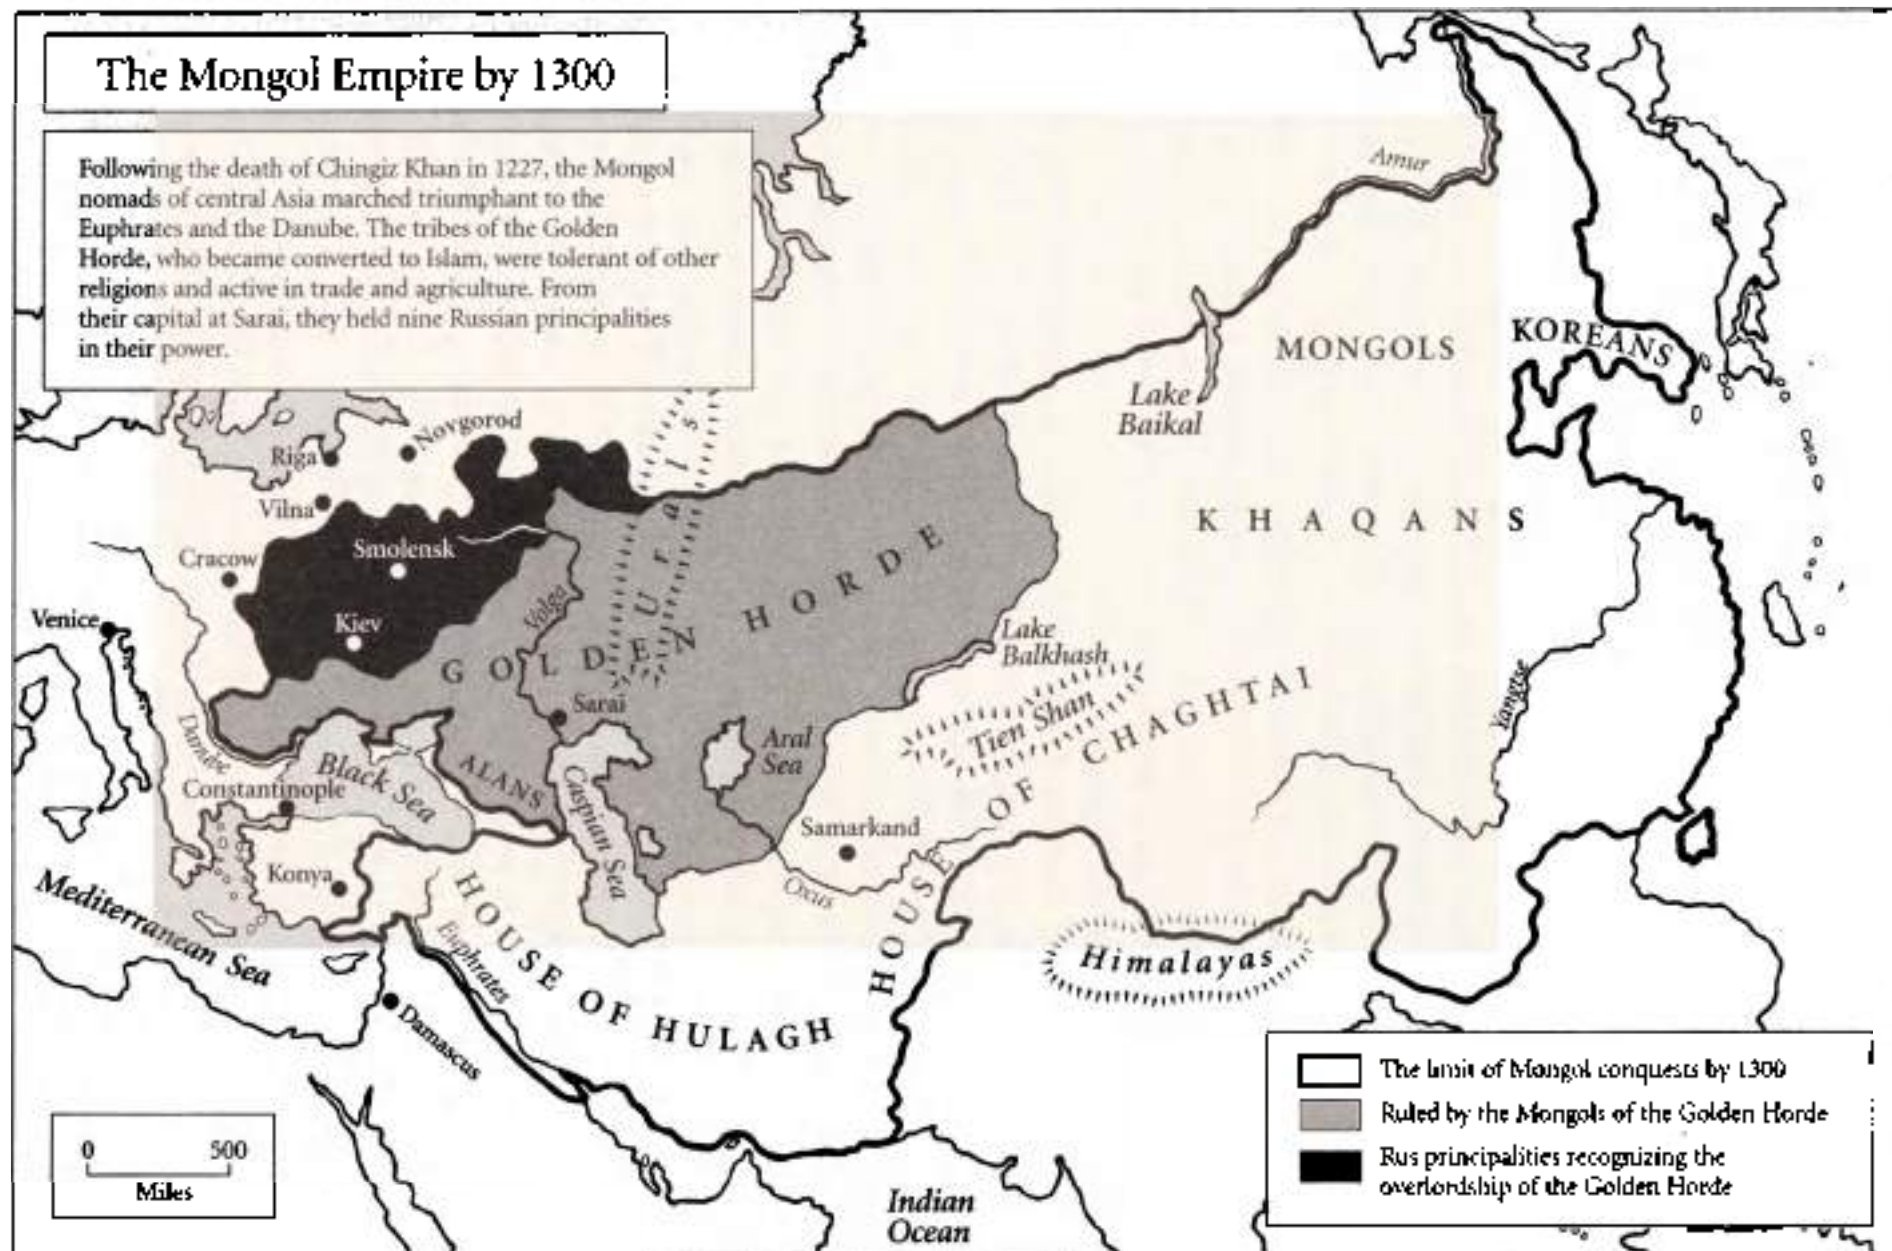 The Mongol Empire by 1300
Following the death of Chingiz Khan in 1227, the Mongol
nomads of central Asia marched triumphant to the
Euphrates and the Danube. The tribes of the Golden
Horde, who became converted to Islam, were tolerant of other
religions and active in trade and agriculture. From
their capital at Sarai, they held nine Russian principalities
in their power.
Amur
MONGOLS
KOREANS
Lake
Baikal
Novgorod
Riga
Vilna
Urals
KHAQANS
Smolensk
Cracow
Venice
Kiev
Volga
GOLDEN HORDE
Lake
Balkhash
Tien Shan
Sarai
Yangtse
Danube
Black Sea
ALANS
Aral
Sea
Caspian Sea
Constantinople
Samarkand
HOUSE OF CHAGHTAI
Konya
Oxus
Mediterranean Sea
Euphrates
HOUSE OF HULAGH
Himalayas
Damascus
Indian
Ocean
0 500
Miles
The limit of Mongol conquests by 1300
Ruled by the Mongols of the Golden Horde
Rus principalities recognizing the
overlordship of the Golden Horde